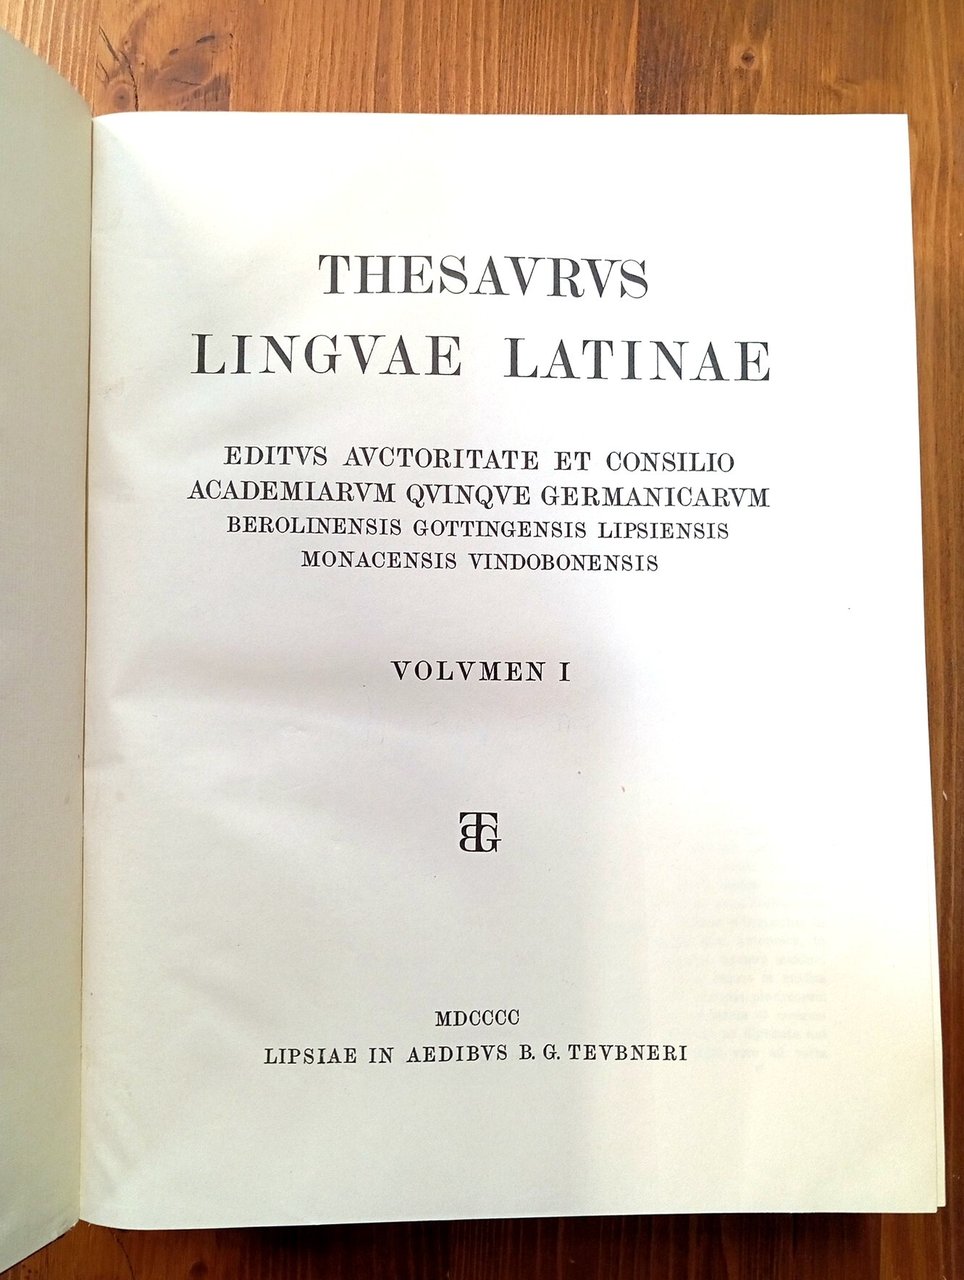 THESAVRVS
LINGVAE LATINAE
EDITVS AVCTORITATE ET CONSILIO
ACADEMIARVM QVINQVE GERMANICARVM
BEROLINENSIS GOTTINGENSIS LIPSIENSIS
MONACENSIS VINDOBONENSIS
VOLVMEN I
BTG
MDCCCC
LIPSIAE IN AEDIBVS B. G. TEVBNERI